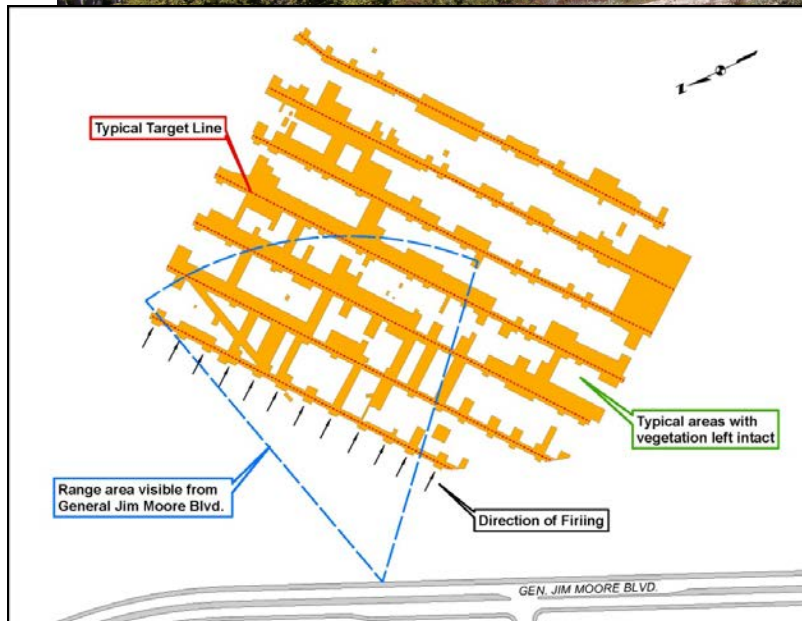 N
Typical Target Line
Typical areas with
vegetation left intact
Range area visible from
General Jim Moore Blvd.
Direction of Firiing
GEN. JIM MOORE BLVD.